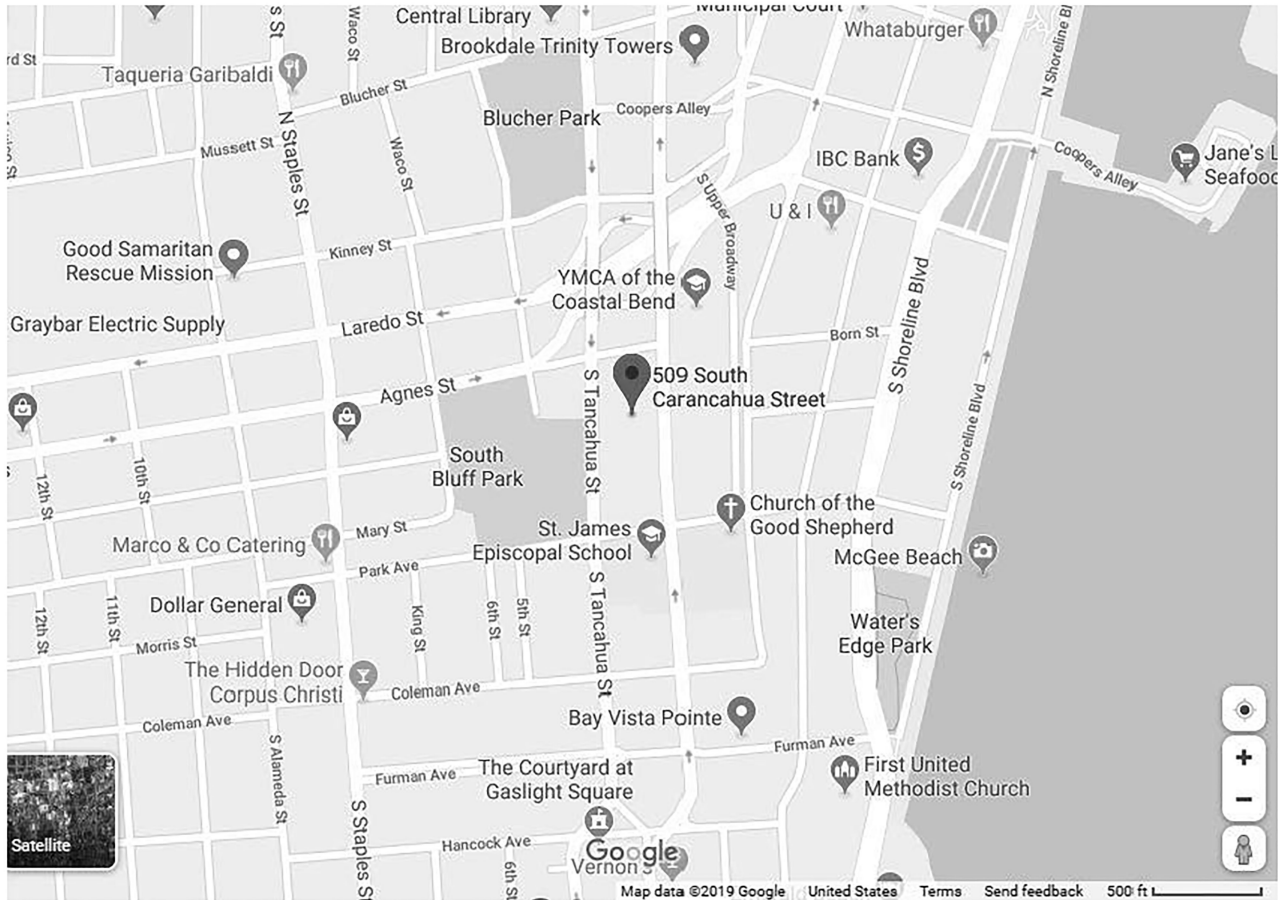 Central Library
Municipal Court
Brookdale Trinity Towers
Whataburger
N Shoreline Bl
s St
Waco St
rd St
Taqueria Garibaldi
Blucher St
Blucher Park
Coopers Alley
N Staples St
Mussett St
Waco St
IBC Bank
Coopers Alley
Jane's L
Seafood
S Upper Broadway
U & I
Good Samaritan
Rescue Mission
Kinney St
YMCA of the
Coastal Bend
S Shoreline Blvd
Graybar Electric Supply
Laredo St
Born St
Agnes St
S Tancahua St
509 South
Carancahua Street
S Shoreline Blvd
South
Bluff Park
12th St
10th St
Mary St
St. James
Episcopal School
Church of the
Good Shepherd
Marco & Co Catering
McGee Beach
Park Ave
Dollar General
12th St
11th St
King St
6th St
5th St
S Tancahua St
Water's
Edge Park
Morris St
The Hidden Door
Corpus Christi
Coleman Ave
Coleman Ave
Bay Vista Pointe
S Alameda St
Furman Ave
Furman Ave
The Courtyard at
Gaslight Square
First United
Methodist Church
S Staples St
Satellite
Hancock Ave
6th St
Google
Vernon's
Map data ©2019 Google United States Terms Send feedback 500 ft